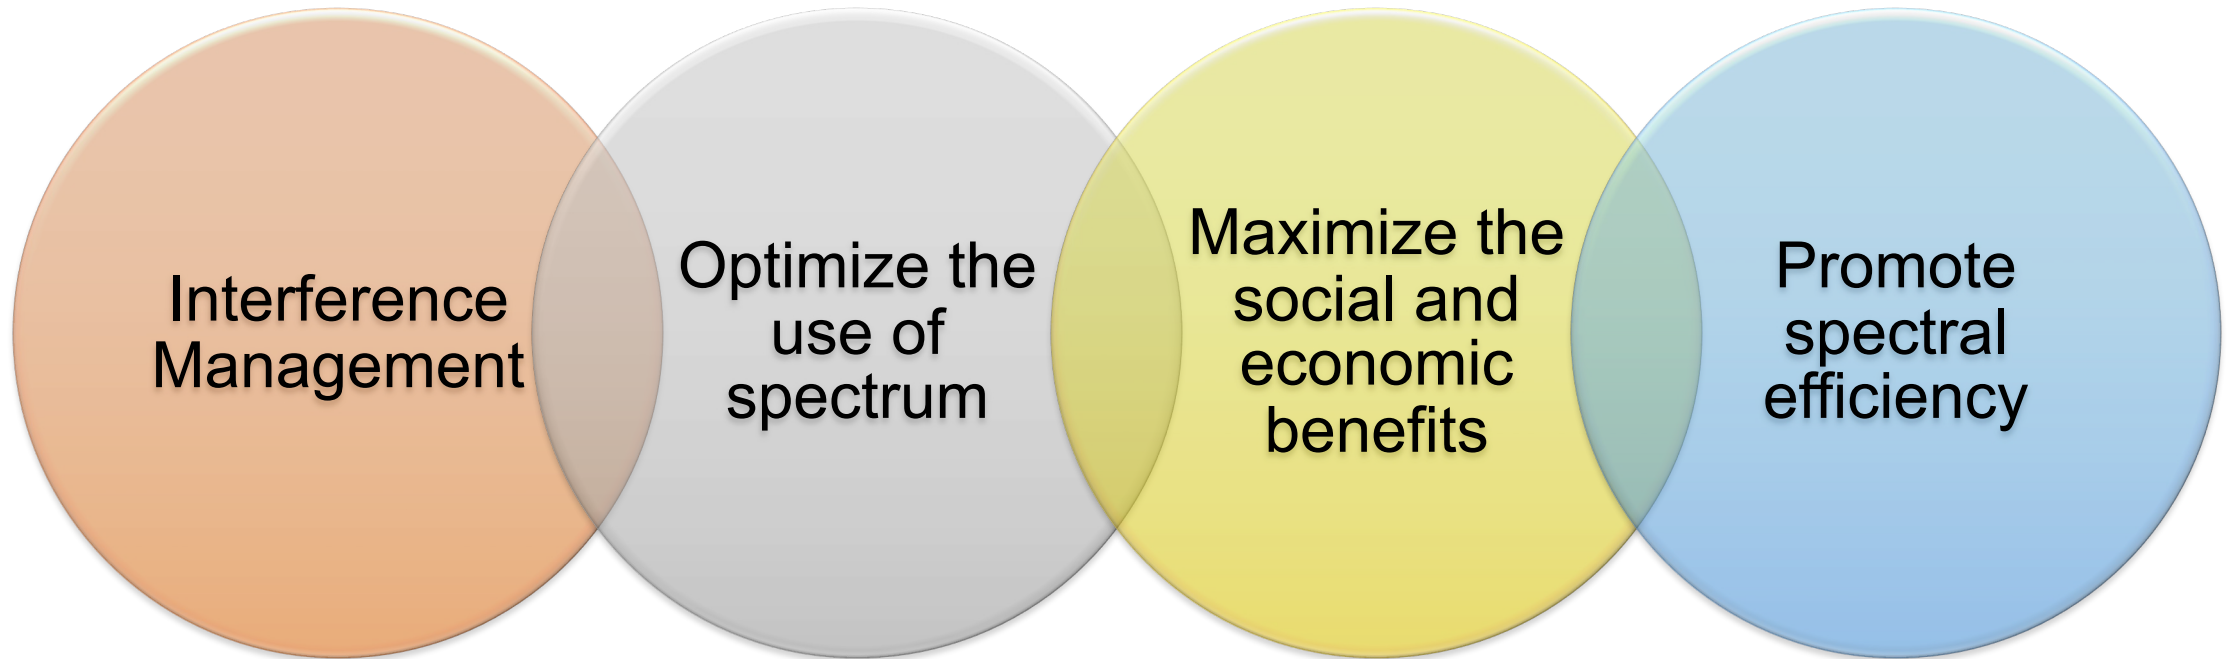 Interference
Management
Optimize the
use of
spectrum
Maximize the
social and
economic
benefits
Promote
spectral
efficiency